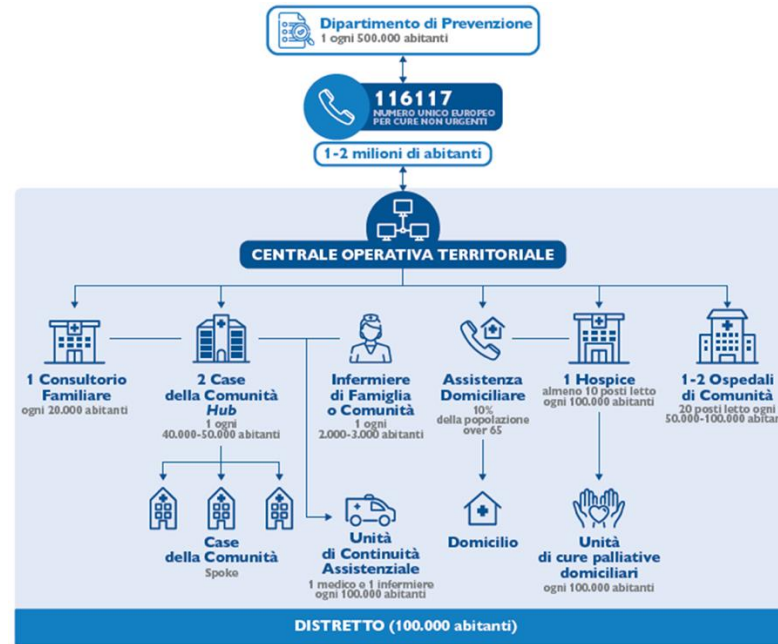 Dipartimento di Prevenzione
1 ogni 500.000 abitanti
116117
NUMERO UNICO EUROPEO
PER CURE NON URGENTI
1-2 milioni di abitanti
CENTRALE OPERATIVA TERRITORIALE
1 Consultorio
Familiare
ogni 20.000 abitanti
2 Case
della Comunità
Hub
1 ogni
40.000-50.000 abitanti
Infermiere
di Famiglia
o Comunità
1 ogni
2.000-3.000 abitanti
Assistenza
Domiciliare
10%
della popolazione
over 65
1 Hospice
almeno 10 posti letto
ogni 100.000 abitanti
1-2 Ospedali
di Comunità
20 posti letto ogni
50.000-100.000 abitan
Case
della Comunità
Spoke
Unità
di Continuità
Assistenziale
1 medico e 1 infermiere
ogni 100.000 abitanti
Domicilio
Unità
di cure palliative
domiciliari
ogni 100.000 abitanti
DISTRETTO (100.000 abitanti)